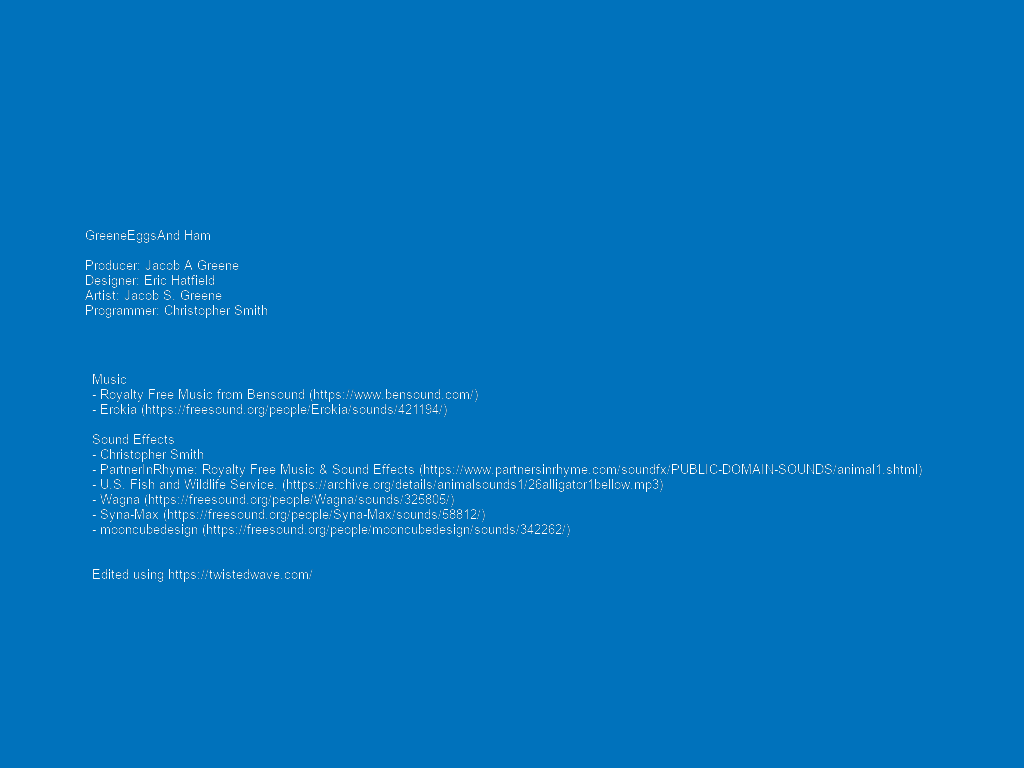 GreeneEggsAnd Ham
Producer: Jacob A Greene
Designer: Eric Hatfield
Artist: Jacob S. Greene
Programmer: Christopher Smith
Music
- Royalty Free Music from Bensound (https://www.bensound.com/)
- Erokia (https://freesound.org/people/Erokia/sounds/421194/)
Sound Effects
- Christopher Smith
- PartnerInRhyme: Royalty Free Music & Sound Effects (https://www.partnersinrhyme.com/soundfx/PUBLIC-DOMAIN-SOUNDS/animal1.shtml)
- U.S. Fish and Wildlife Service. (https://archive.org/details/animalsounds1/26alligator1bellow.mp3)
- Wagna (https://freesound.org/people/Wagna/sounds/325805/)
- Syna-Max (https://freesound.org/people/Syna-Max/sounds/58812/)
- mooncubedesign (https://freesound.org/people/mooncubedesign/sounds/342262/)
Edited using https://twistedwave.com/